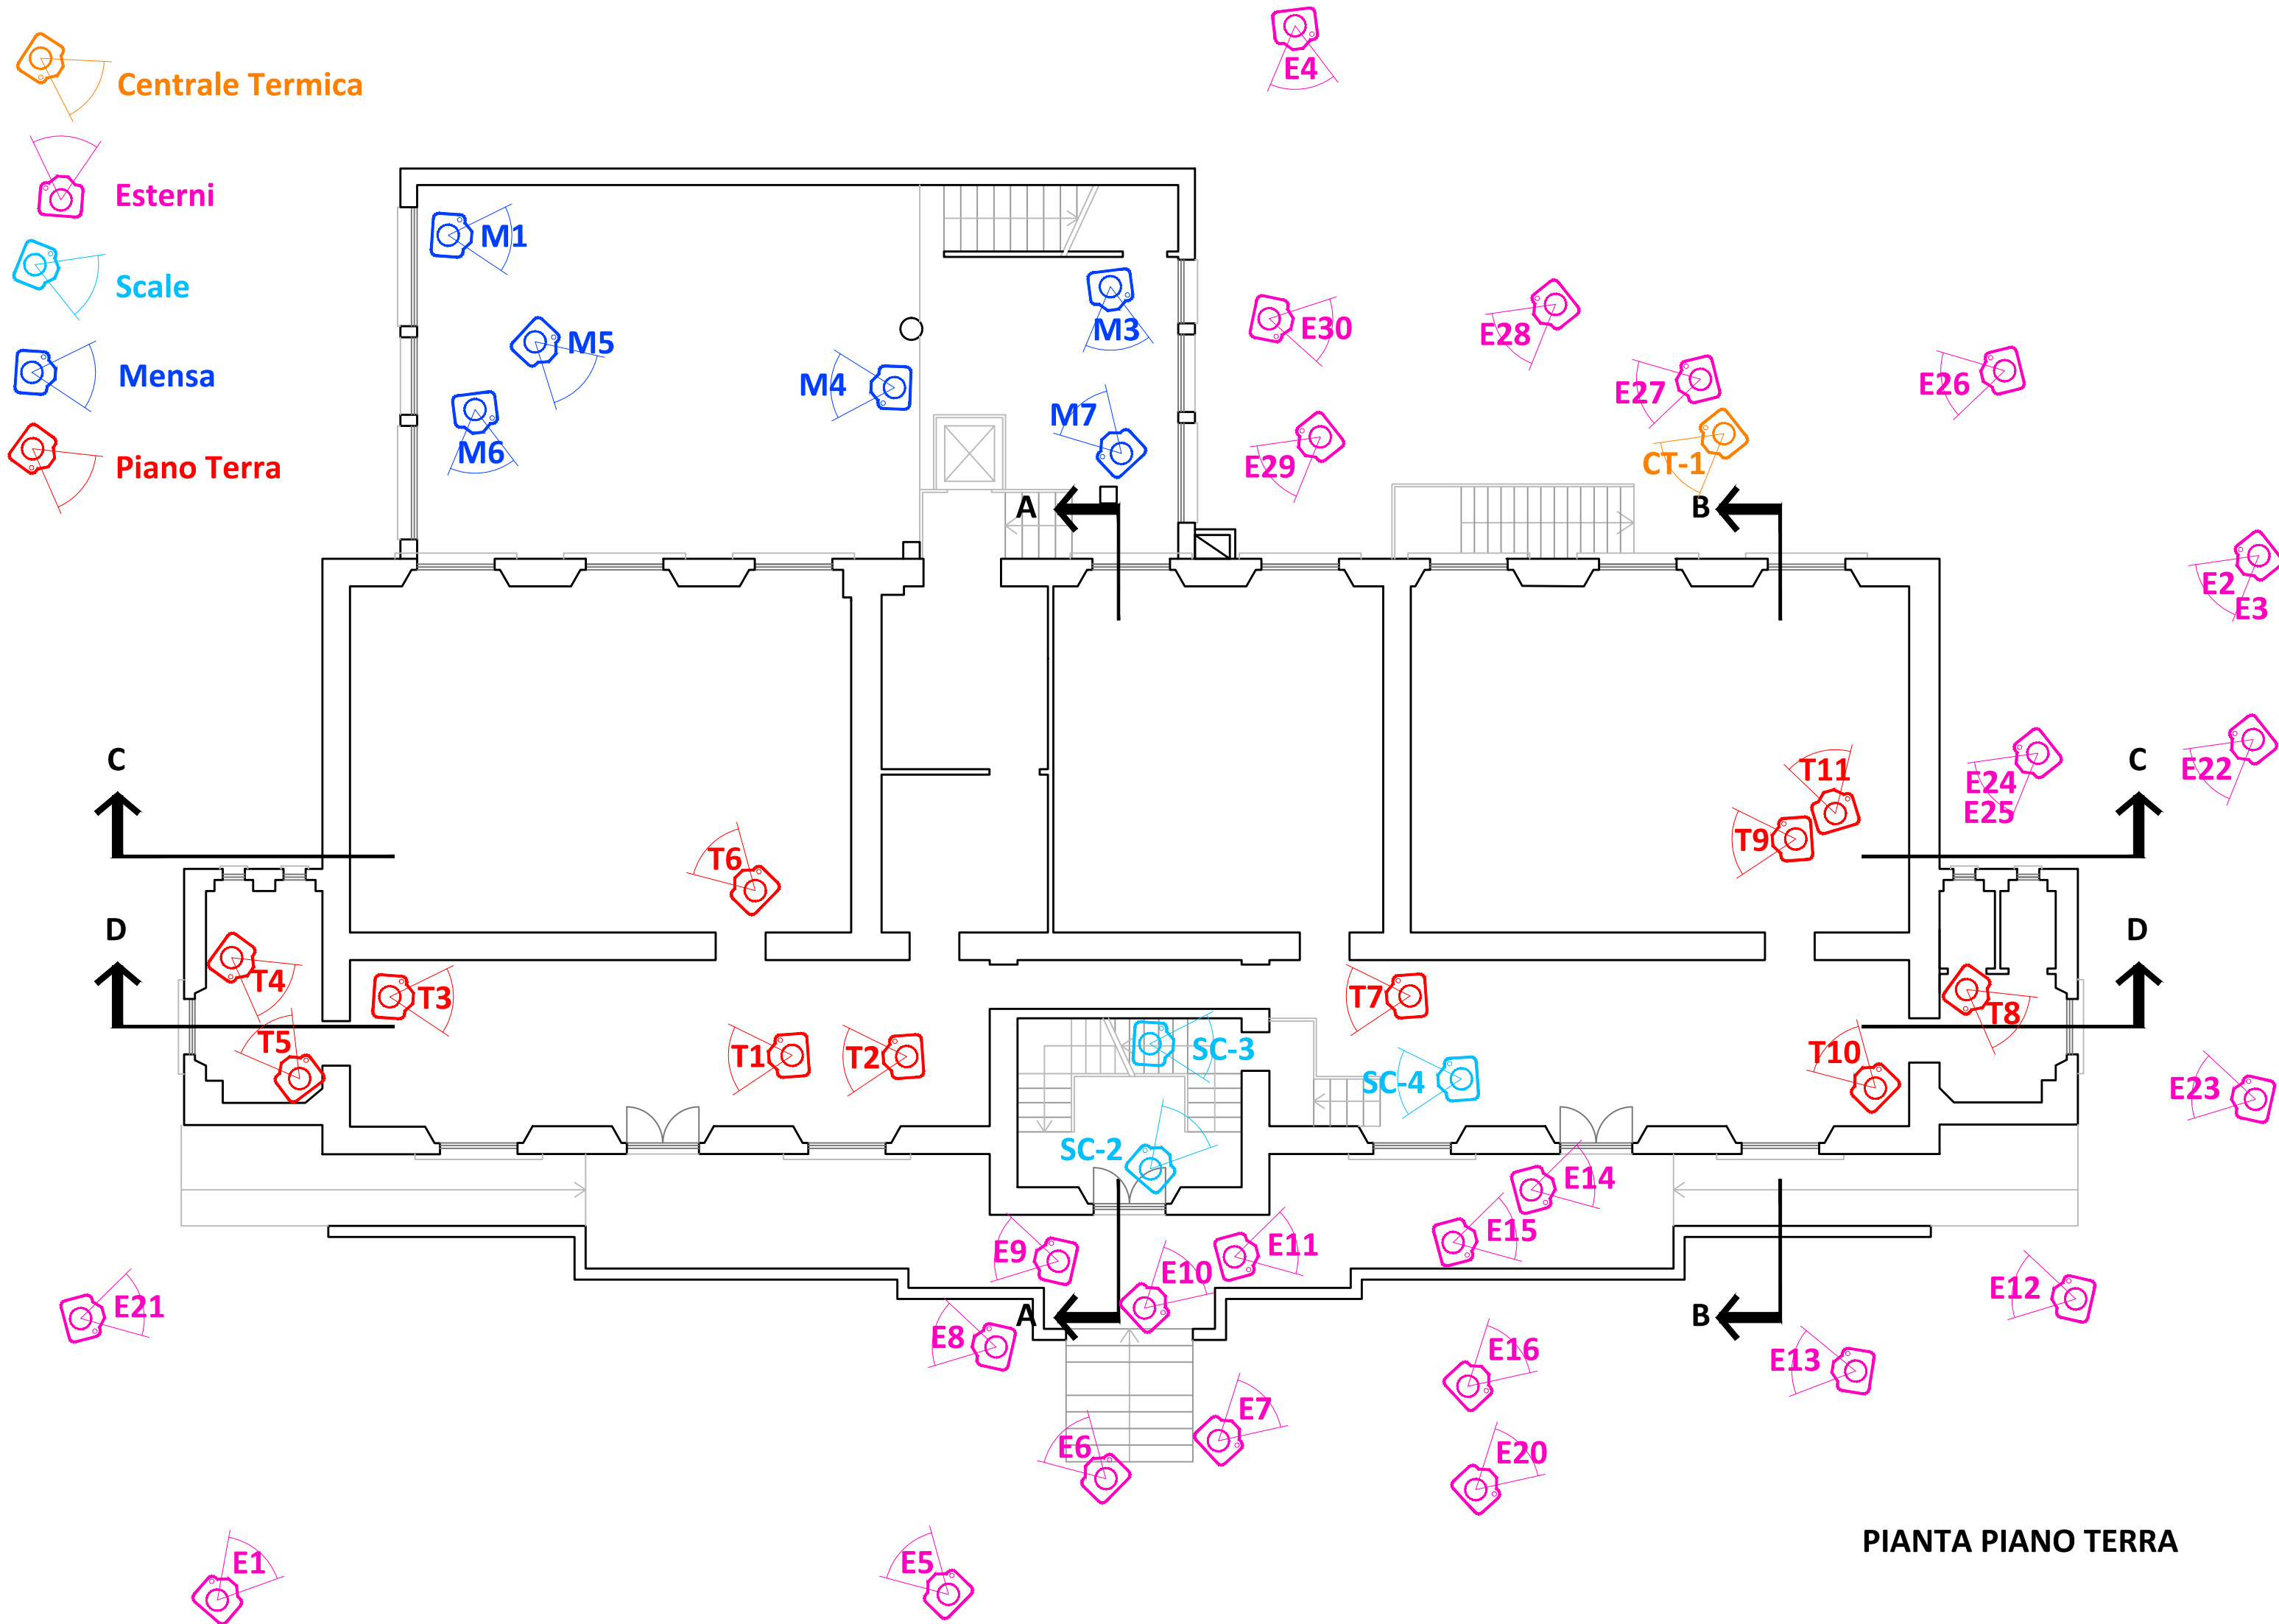 E4
Centrale Termica
Esterni
Scale
Mensa
Piano Terra
M1
M5
M3
M4
M6
M7
E30
E28
E27
E26
E29
CT-1
A
B
E2
E3
C
C
T11
E22
E24
E25
T6
T9
D
D
T4
T3
T7
T8
T5
T1
T2
SC-3
T10
SC-4
E23
SC-2
E14
E15
E9
E11
E10
E12
E21
A
B
E8
E16
E13
E7
E6
E20
PIANTA PIANO TERRA
E1
E5